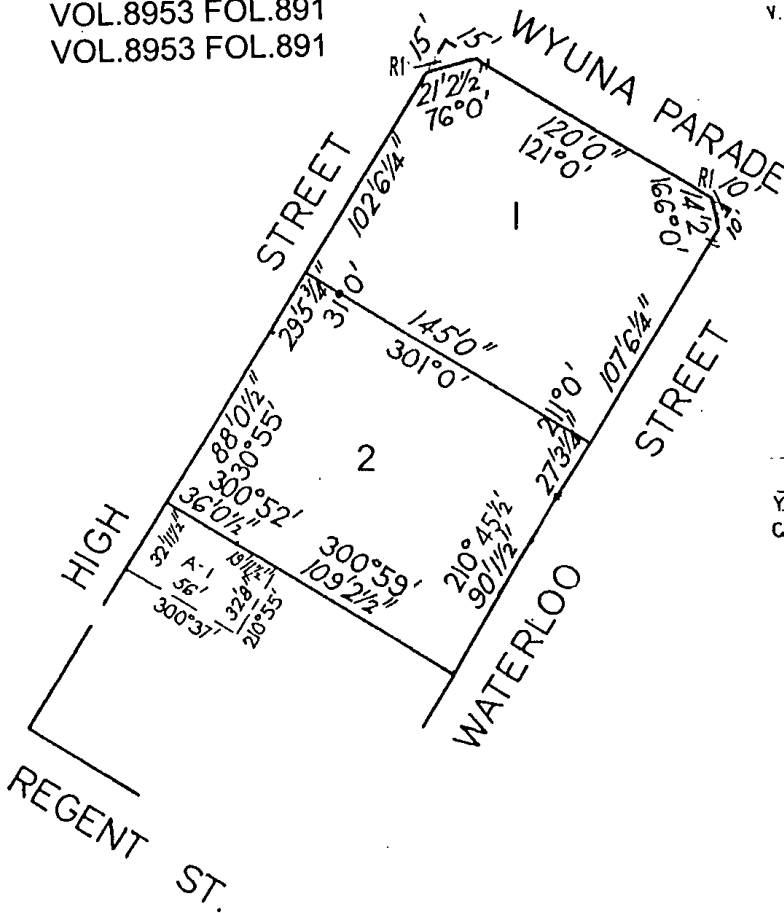 VOL.8953 FOL.891
VOL.8953 FOL.891
V.
WYUNA PARADE
R1
15'
15'
21'2½"
76°0'
120'0"
121°0'
R1
10'
10'
14'2"
166°0'
STREET
102'6¼"
1
107'6¼"
STREET
29'5¾"
31°0'
145'0"
301°0'
211°0'
27'3¼"
88'0½"
30°55'
2
300°52'
36'0½"
300°59'
109'2½"
210°45½'
90'1½"
HIGH
32'11½"
A-1
19'11½"
56'
300°37'
32'8"
210°55'
WATERLOO
REGENT ST.